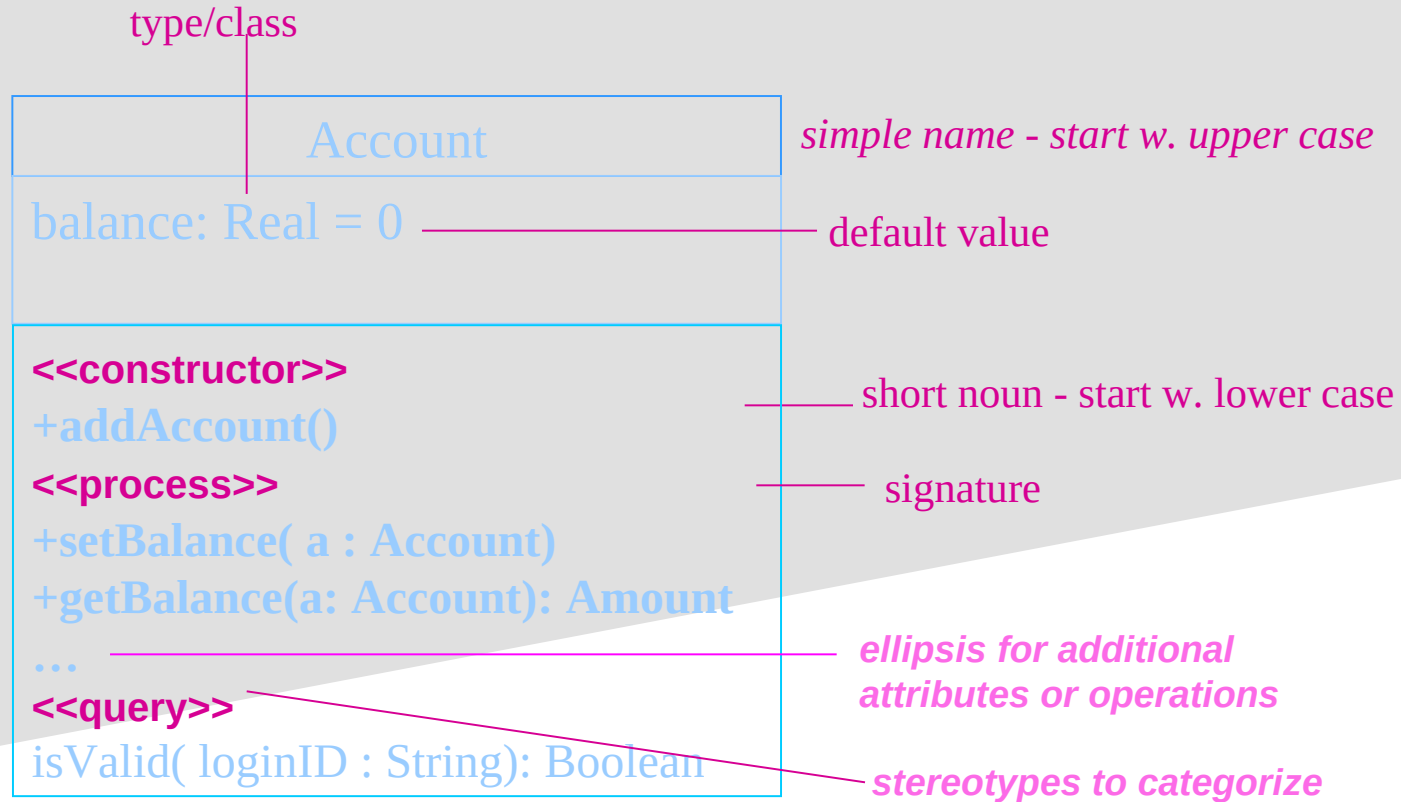 type/class
Account
simple name - start w. upper case
balance: Real = 0
default value
<<constructor>>
+addAccount()
short noun - start w. lower case
<<process>>
signature
+setBalance( a : Account)
+getBalance(a: Account): Amount
…
ellipsis for additional
attributes or operations
<<query>>
isValid( loginID : String): Boolean
stereotypes to categorize